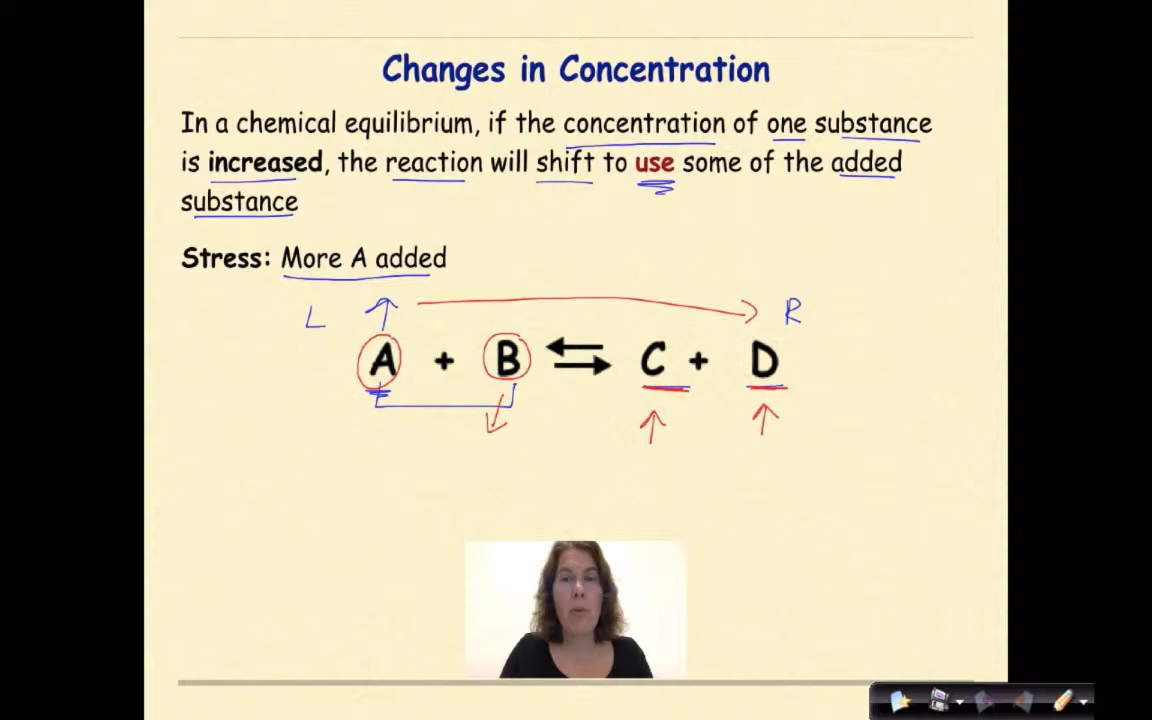 Changes in Concentration
In a chemical equilibrium, if the concentration of one substance
is increased, the reaction will shift to use some of the added
substance
Stress: More A added
L R
A + B ⇄ C + D